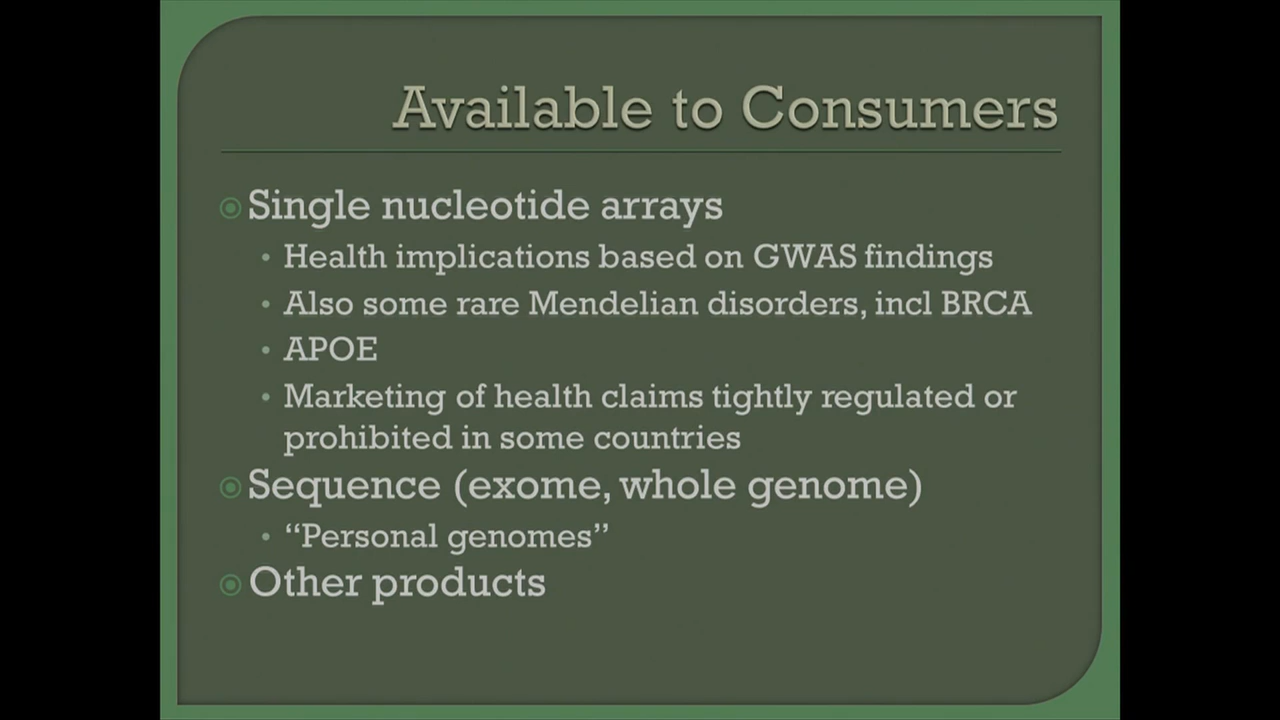 Available to Consumers
Single nucleotide arrays
Health implications based on GWAS findings
Also some rare Mendelian disorders, incl BRCA
APOE
Marketing of health claims tightly regulated or
prohibited in some countries
Sequence (exome, whole genome)
“Personal genomes”
Other products